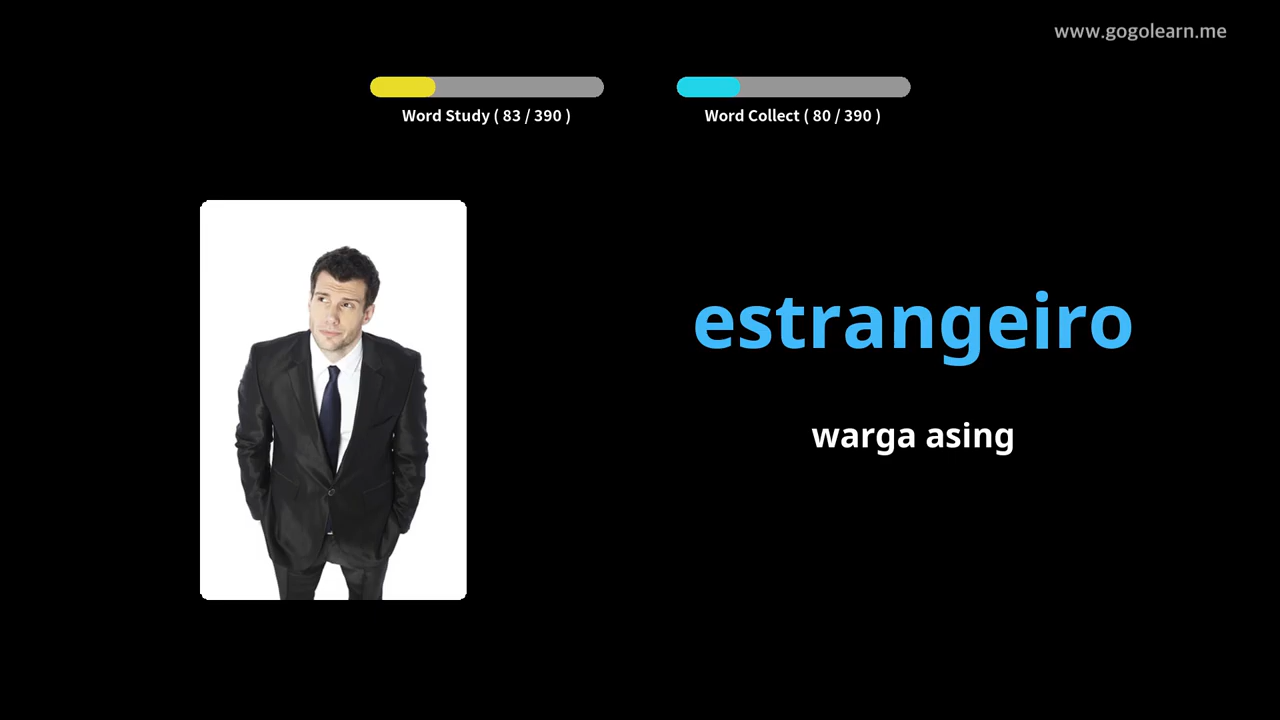 www.gogolearn.me
Word Study ( 83 / 390 )
Word Collect ( 80 / 390 )
estrangeiro
warga asing